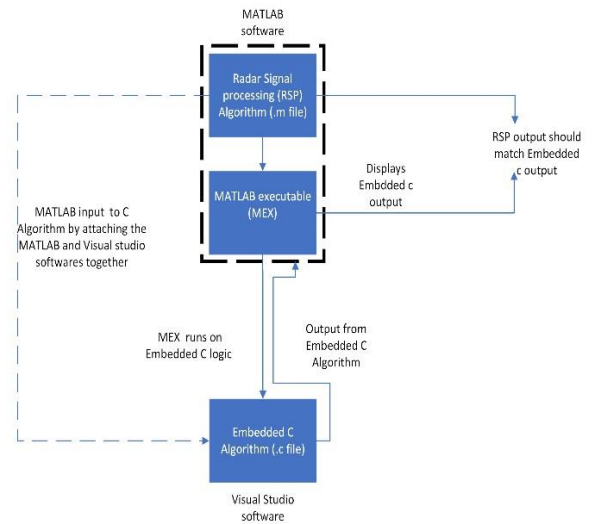 MATLAB
software
Radar Signal
processing (RSP)
Algorithm (.m file)
RSP output should
match Embedded
c output
Displays
Embdded c
output
MATLAB executable
(MEX)
MATLAB input to C
Algorithm by attaching the
MATLAB and Visual studio
softwares together
MEX runs on
Embedded C logic
Output from
Embedded C
Algorithm
Embedded C
Algorithm (.c file)
Visual Studio
software